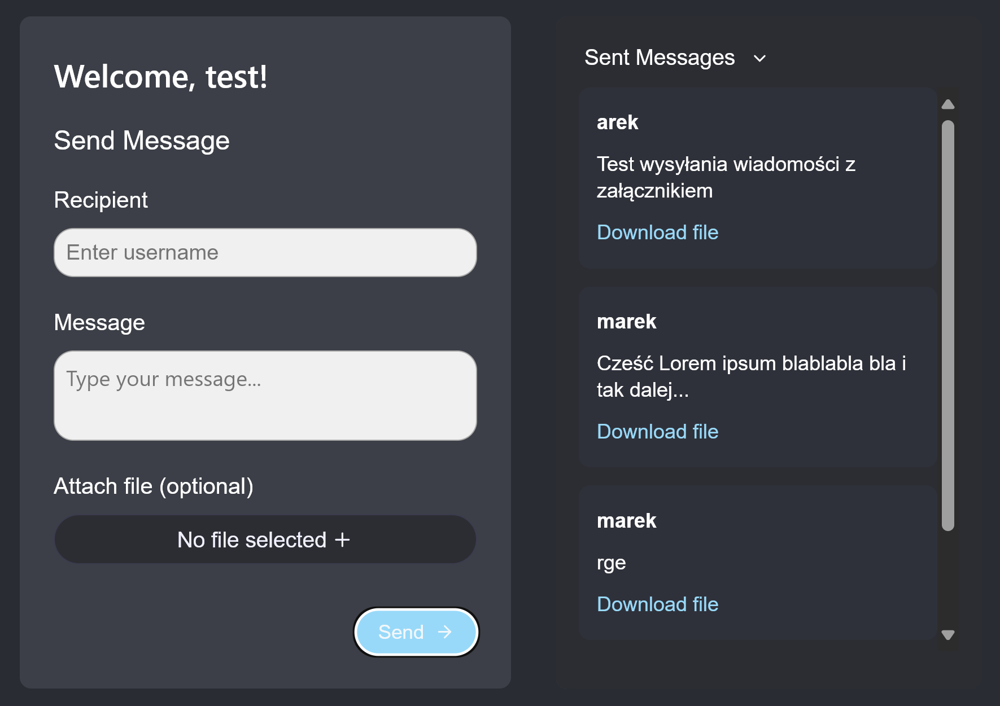 Welcome, test!
Send Message
Recipient
Enter username
Message
Type your message...
Attach file (optional)
No file selected +
Send →
Sent Messages
arek
Test wysyłania wiadomości z
załącznikiem
Download file
marek
Cześć Lorem ipsum blablabla bla i
tak dalej...
Download file
marek
rge
Download file